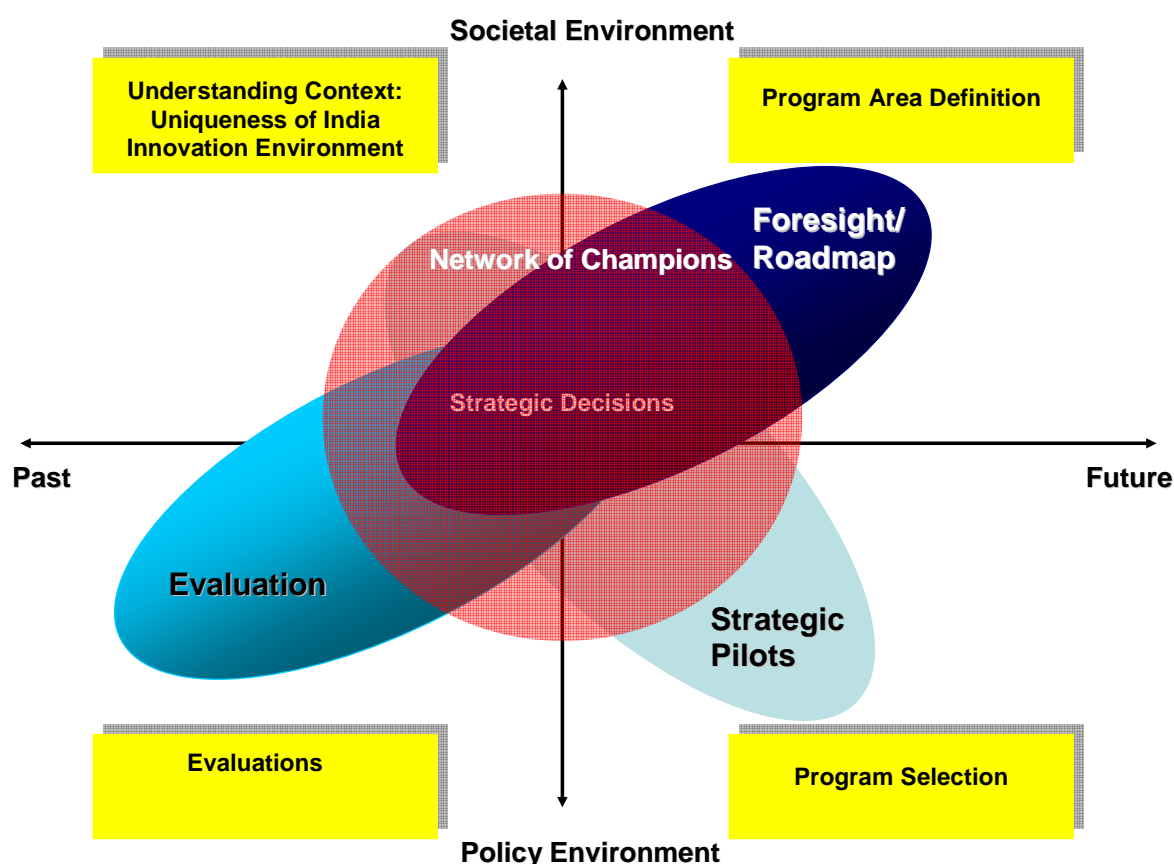 Societal Environment
Understanding Context:
Uniqueness of India
Innovation Environment
Program Area Definition
Foresight/
Roadmap
Network of Champions
Strategic Decisions
Past
Future
Evaluation
Strategic
Pilots
Evaluations
Program Selection
Policy Environment